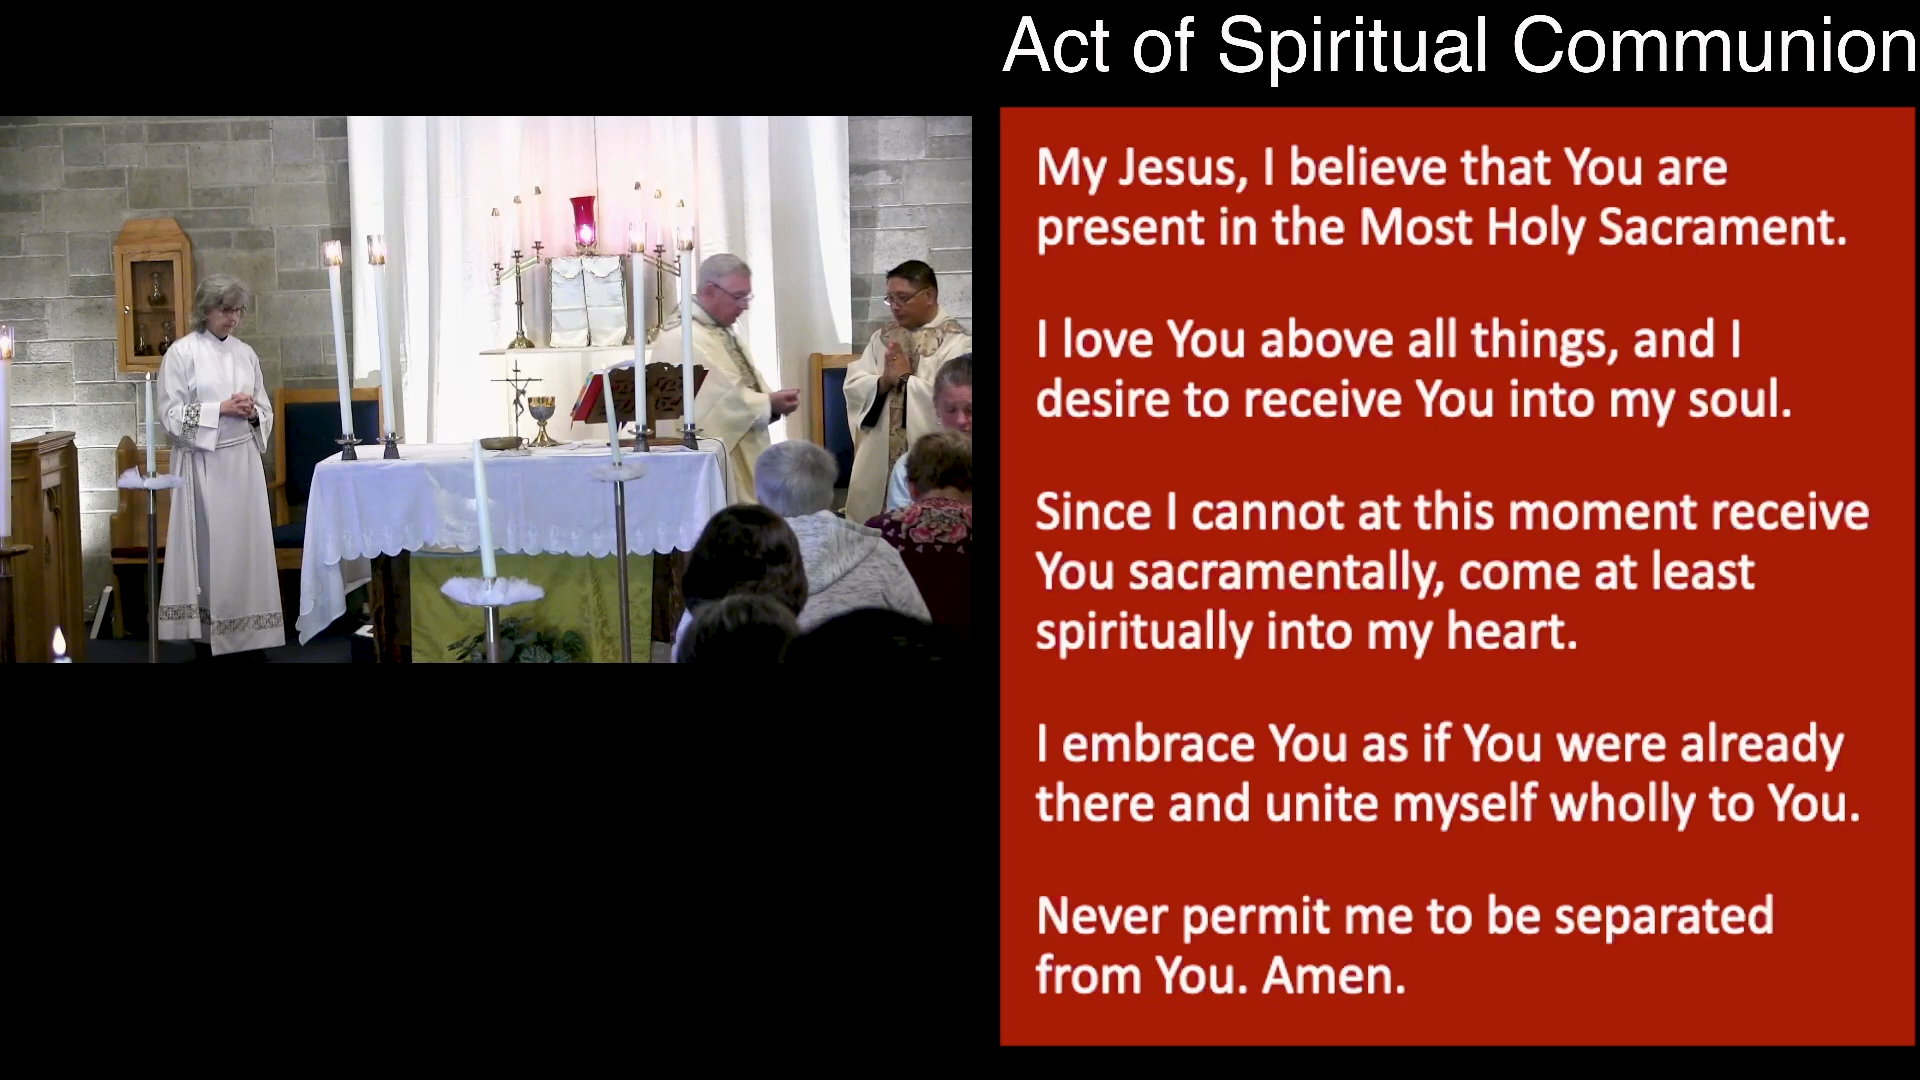 Act of Spiritual Communion
My Jesus, I believe that You are
present in the Most Holy Sacrament.
I love You above all things, and I
desire to receive You into my soul.
Since I cannot at this moment receive
You sacramentally, come at least
spiritually into my heart.
I embrace You as if You were already
there and unite myself wholly to You.
Never permit me to be separated
from You. Amen.